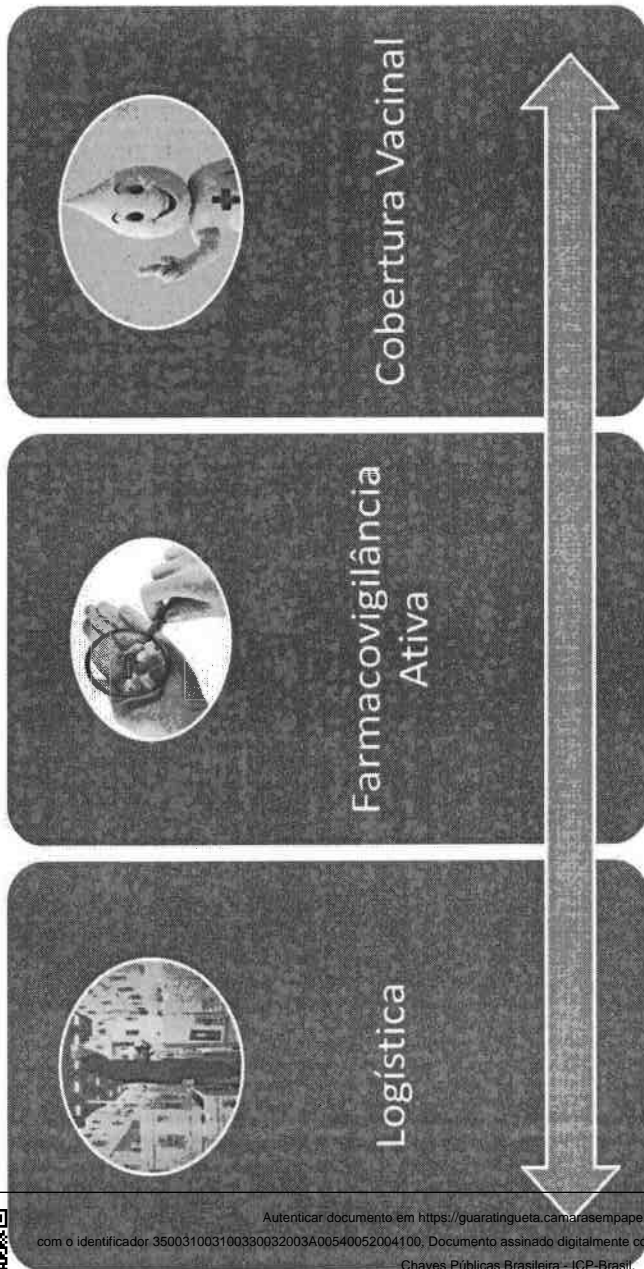 Logística
Farmacovigilância
Ativa
Cobertura Vacinal
Autenticar documento em https://guaratingueta.camarasempape
com o identificador 350031003100330032003A00540052004100, Documento assinado digitalmente co
Chaves Públicas Brasileira - ICP-Brasil.